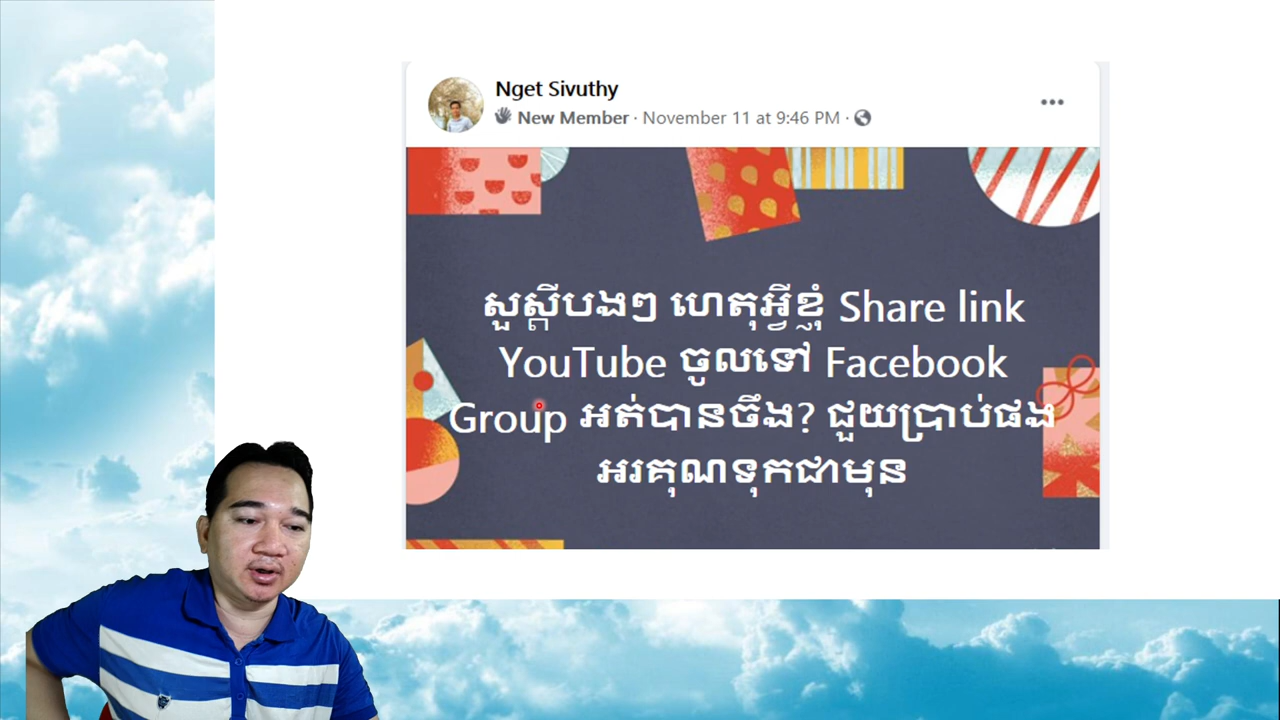 Nget Sivuthy
New Member · November 11 at 9:46 PM ·
សួស្តីបងៗ ហេតុអ្វីខ្ញុំ Share link
YouTube ចូលទៅ Facebook
Group អត់បានចឹង? ជួយប្រាប់ផង
អរគុណទុកជាមុន